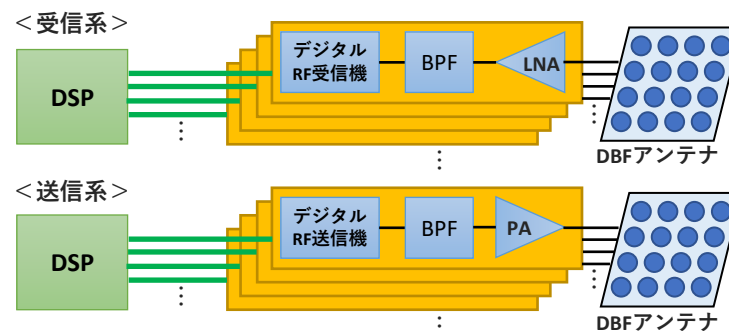 ＜受信系＞
DSP
デジタル
RF受信機
BPF
LNA
⋮
⋮
⋮
DBFアンテナ
＜送信系＞
DSP
デジタル
RF送信機
BPF
PA
⋮
⋮
⋮
DBFアンテナ